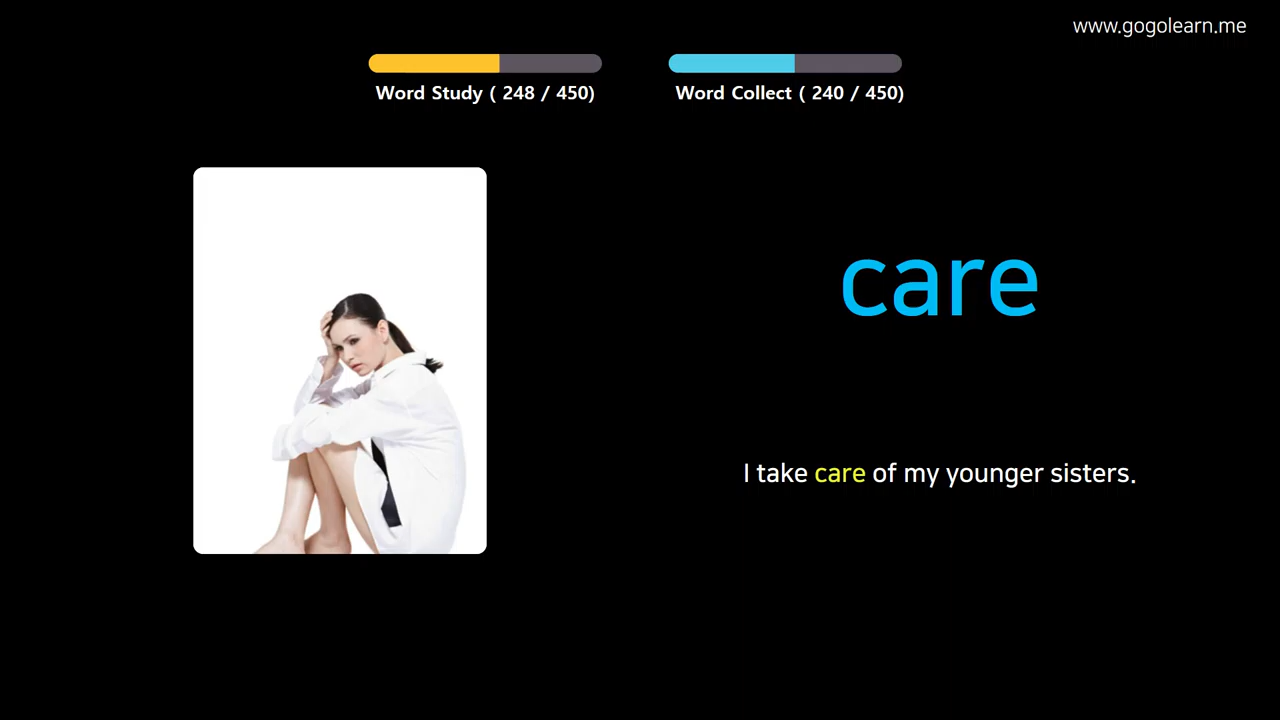 www.gogolearn.me
Word Study ( 248 / 450)
Word Collect ( 240 / 450)
care
I take care of my younger sisters.